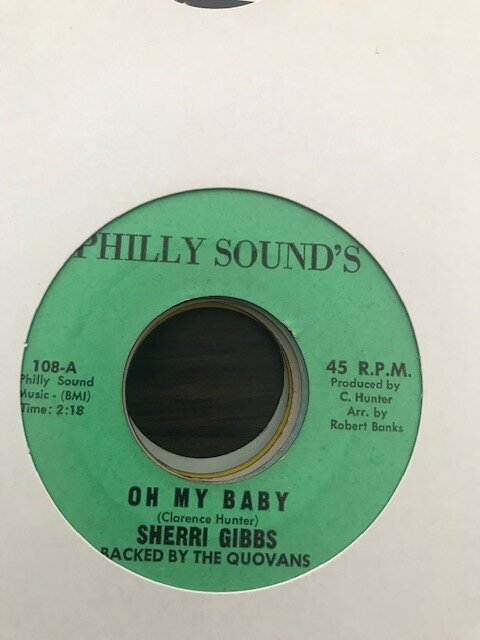 PHILLY SOUND'S
108-A
Philly Sound
Music - (BMI)
Time: 2:18
45 R.P.M.
Produced by
C. Hunter
Arr. by
Robert Banks
OH MY BABY
(Clarence Hunter)
SHERRI GIBBS
BACKED BY THE QUOVANS